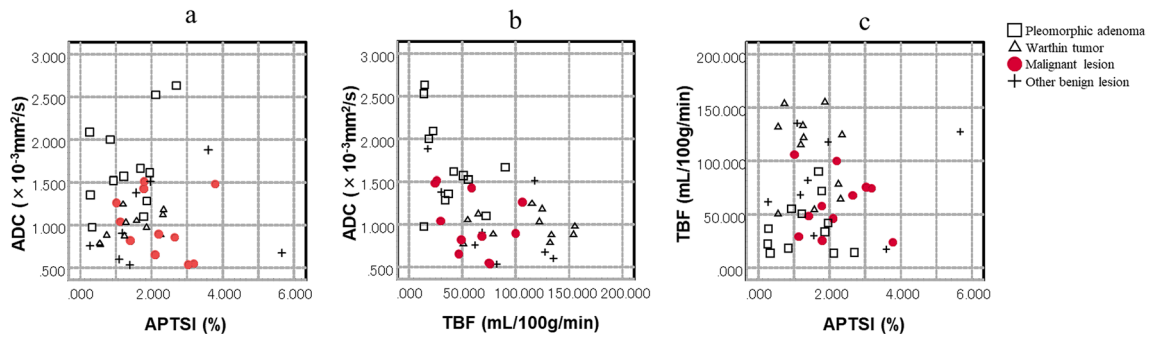 a
b
c
3.000
2.500
2.000
1.500
1.000
.500
ADC (×10-³mm²/s)
.000 2.000 4.000 6.000
APTSI (%)
3.000
2.500
2.000
1.500
1.000
.500
ADC (×10-³mm²/s)
.000 50.000 100.000 150.000 200.000
TBF (mL/100g/min)
200.000
150.000
100.000
50.000
.000
TBF (mL/100g/min)
.000 2.000 4.000 6.000
APTSI (%)
Pleomorphic adenoma
Warthin tumor
Malignant lesion
Other benign lesion